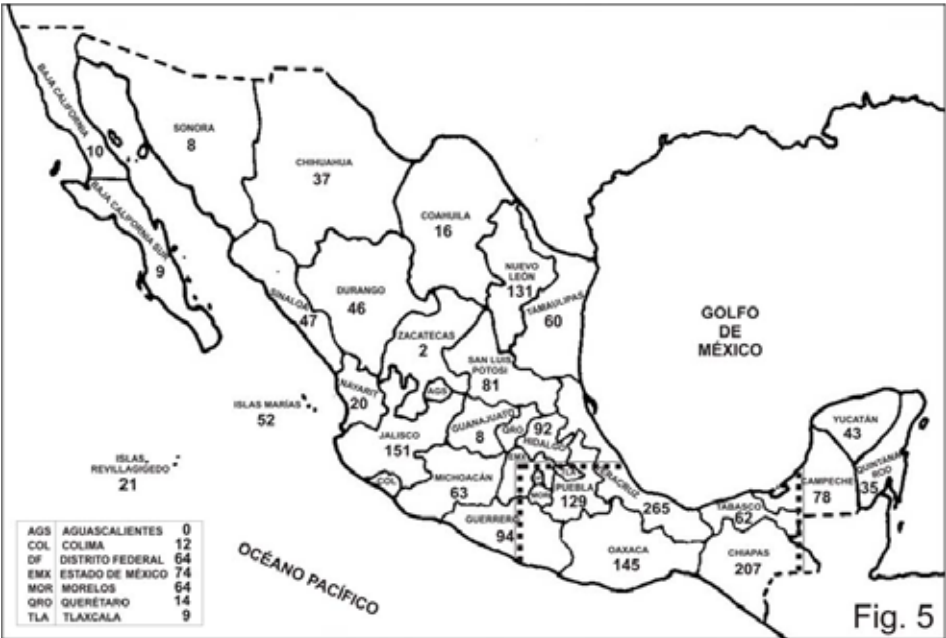 BAJA CALIFORNIA
10
SONORA
8
CHIHUAHUA
37
COAHUILA
16
BAJA CALIFORNIA SUR
9
NUEVO
LEÓN
131
SINALOA
47
DURANGO
46
TAMAULIPAS
60
GOLFO
DE
MÉXICO
ZACATECAS
2
SAN LUIS
POTOSI
81
NAYARIT
20
AGS
ISLAS MARÍAS
52
GUANAJUATO
8
QRO
92
HIDALGO
YUCATÁN
43
JALISCO
151
ISLAS
REVILLAGIGEDO
21
COL
MICHOACÁN
63
EMX
TLA
MOR
PUEBLA
129
VERACRUZ
265
TABASCO
62
CAMPECHE
78
QUINTANA
ROO
35
GUERRERO
94
OAXACA
145
CHIAPAS
207
AGS AGUASCALIENTES 0
COL COLIMA 12
DF DISTRITO FEDERAL 64
EMX ESTADO DE MÉXICO 74
MOR MORELOS 64
QRO QUERÉTARO 14
TLA TLAXCALA 9
OCÉANO PACÍFICO
Fig. 5